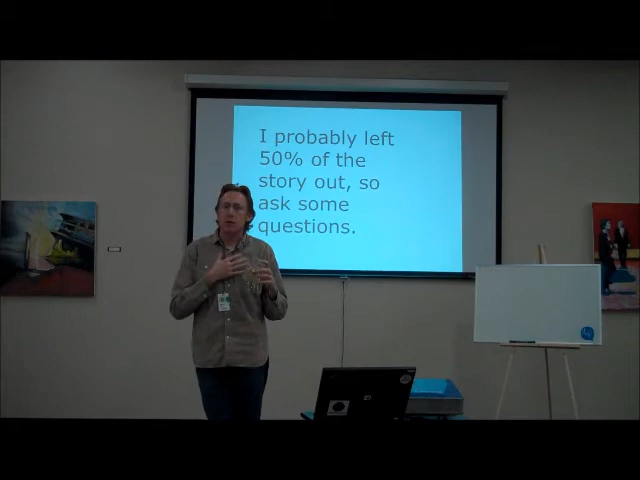 I probably left
50% of the
story out, so
ask some
questions.